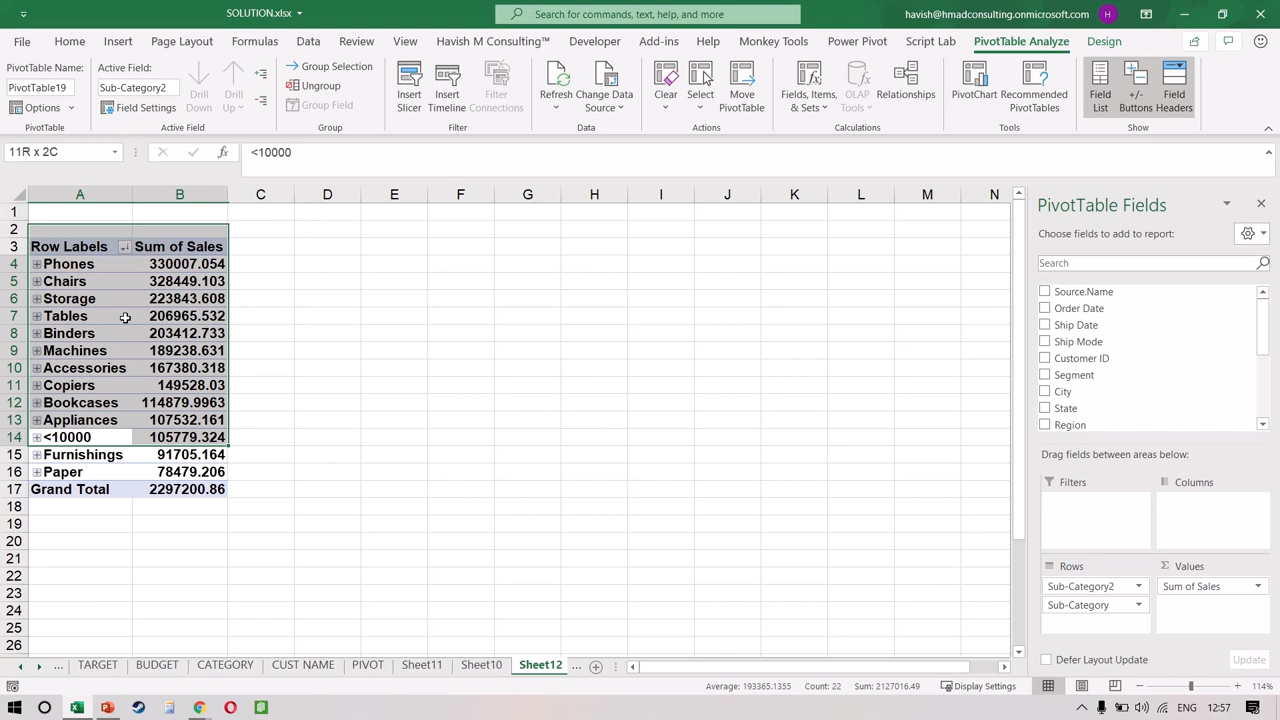 SOLUTION.xlsx
Search for commands, text, help, and more
havish@hmadconsulting.onmicrosoft.com
H
File Home Insert Page Layout Formulas Data Review View Havish M Consulting™ Developer Add-ins Help Monkey Tools Power Pivot Script Lab PivotTable Analyze Design
PivotTable Name:
PivotTable19
Options
PivotTable
Active Field:
Sub-Category2
Field Settings
Drill Down
Drill Up
Active Field
Group Selection
Ungroup
Group Field
Group
Insert Slicer
Insert Timeline
Filter Connections
Filter
Refresh
Change Data Source
Data
Clear
Select
Move PivotTable
Actions
Fields, Items, & Sets
OLAP Tools
Relationships
Calculations
PivotChart
Recommended PivotTables
Tools
Field List
+/- Buttons
Field Headers
Show
11R x 2C
fx
<10000
A B C D E F G H I J K L M N
1
2
3 Row Labels Sum of Sales
4 Phones 330007.054
5 Chairs 328449.103
6 Storage 223843.608
7 Tables 206965.532
8 Binders 203412.733
9 Machines 189238.631
10 Accessories 167380.318
11 Copiers 149528.03
12 Bookcases 114879.9963
13 Appliances 107532.161
14 <10000 105779.324
15 Furnishings 91705.164
16 Paper 78479.206
17 Grand Total 2297200.86
18
19
20
21
22
23
24
25
26
PivotTable Fields
Choose fields to add to report:
Search
Source.Name
Order Date
Ship Date
Ship Mode
Customer ID
Segment
City
State
Region
Drag fields between areas below:
Filters
Columns
Rows
Σ Values
Sub-Category2
Sum of Sales
Sub-Category
Defer Layout Update
Update
... TARGET BUDGET CATEGORY CUST NAME PIVOT Sheet11 Sheet10 Sheet12 ...
Average: 193365.1355 Count: 22 Sum: 2127016.49 Display Settings
114%
ENG 12:57